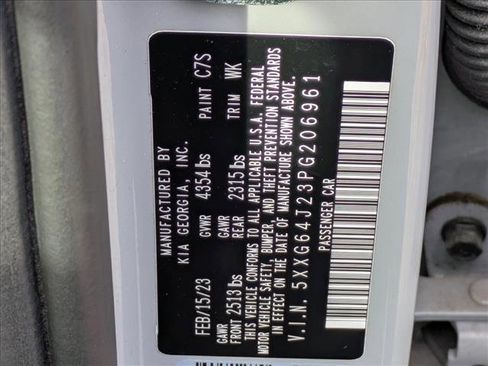 MANUFACTURED BY
KIA GEORGIA, INC.
FEB/15/23 GVWR 4354 lbs PAINT C7S
GAWR FRONT 2513 lbs GAWR REAR 2315 lbs TRIM WK
THIS VEHICLE CONFORMS TO ALL APPLICABLE U.S.A. FEDERAL
MOTOR VEHICLE SAFETY, BUMPER, AND THEFT PREVENTION STANDARDS
IN EFFECT ON THE DATE OF MANUFACTURE SHOWN ABOVE.
V.I.N. 5XXG64J23PG206961
PASSENGER CAR